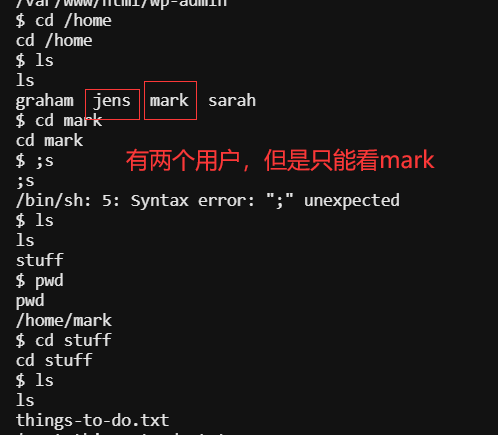 /var/www/html/wp-admin
$ cd /home
cd /home
$ ls
ls
graham jens mark sarah
$ cd mark
cd mark
$ ;s
有两个用户，但是只能看mark
;s
/bin/sh: 5: Syntax error: ";" unexpected
$ ls
ls
stuff
$ pwd
pwd
/home/mark
$ cd stuff
cd stuff
$ ls
ls
things-to-do.txt